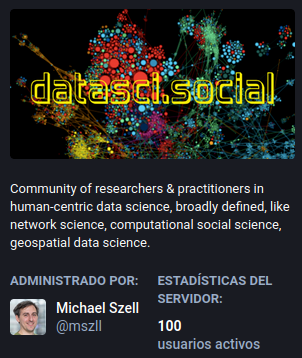 datasci.social
Community of researchers & practitioners in
human-centric data science, broadly defined, like
network science, computational social science,
geospatial data science.
ADMINISTRADO POR:
Michael Szell
@mszll
ESTADÍSTICAS DEL
SERVIDOR:
100
usuarios activos